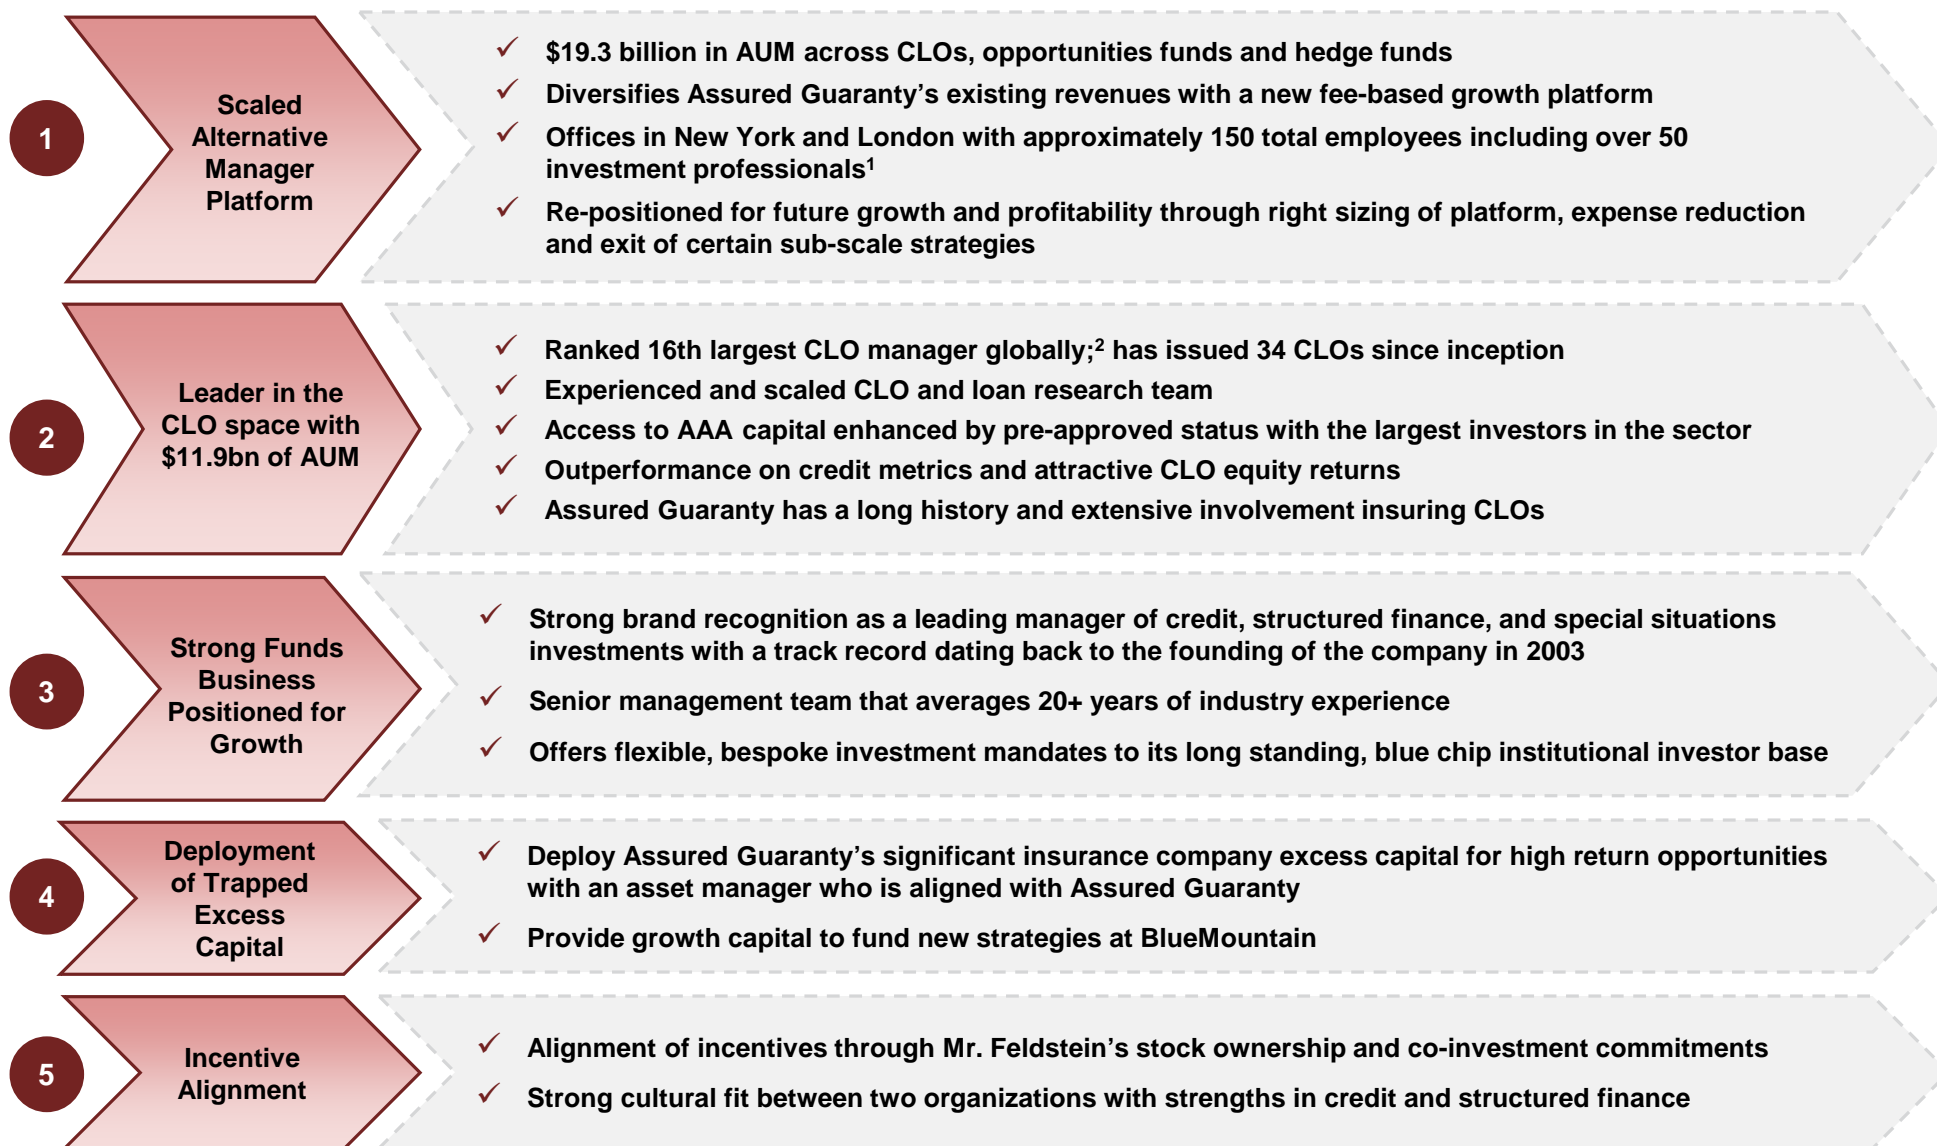 1
Scaled
Alternative
Manager
Platform
✓ $19.3 billion in AUM across CLOs, opportunities funds and hedge funds
✓ Diversifies Assured Guaranty’s existing revenues with a new fee-based growth platform
✓ Offices in New York and London with approximately 150 total employees including over 50
investment professionals¹
✓ Re-positioned for future growth and profitability through right sizing of platform, expense reduction
and exit of certain sub-scale strategies
2
Leader in the
CLO space with
$11.9bn of AUM
✓ Ranked 16th largest CLO manager globally;² has issued 34 CLOs since inception
✓ Experienced and scaled CLO and loan research team
✓ Access to AAA capital enhanced by pre-approved status with the largest investors in the sector
✓ Outperformance on credit metrics and attractive CLO equity returns
✓ Assured Guaranty has a long history and extensive involvement insuring CLOs
3
Strong Funds
Business
Positioned for
Growth
✓ Strong brand recognition as a leading manager of credit, structured finance, and special situations
investments with a track record dating back to the founding of the company in 2003
✓ Senior management team that averages 20+ years of industry experience
✓ Offers flexible, bespoke investment mandates to its long standing, blue chip institutional investor base
4
Deployment
of Trapped
Excess
Capital
✓ Deploy Assured Guaranty’s significant insurance company excess capital for high return opportunities
with an asset manager who is aligned with Assured Guaranty
✓ Provide growth capital to fund new strategies at BlueMountain
5
Incentive
Alignment
✓ Alignment of incentives through Mr. Feldstein’s stock ownership and co-investment commitments
✓ Strong cultural fit between two organizations with strengths in credit and structured finance